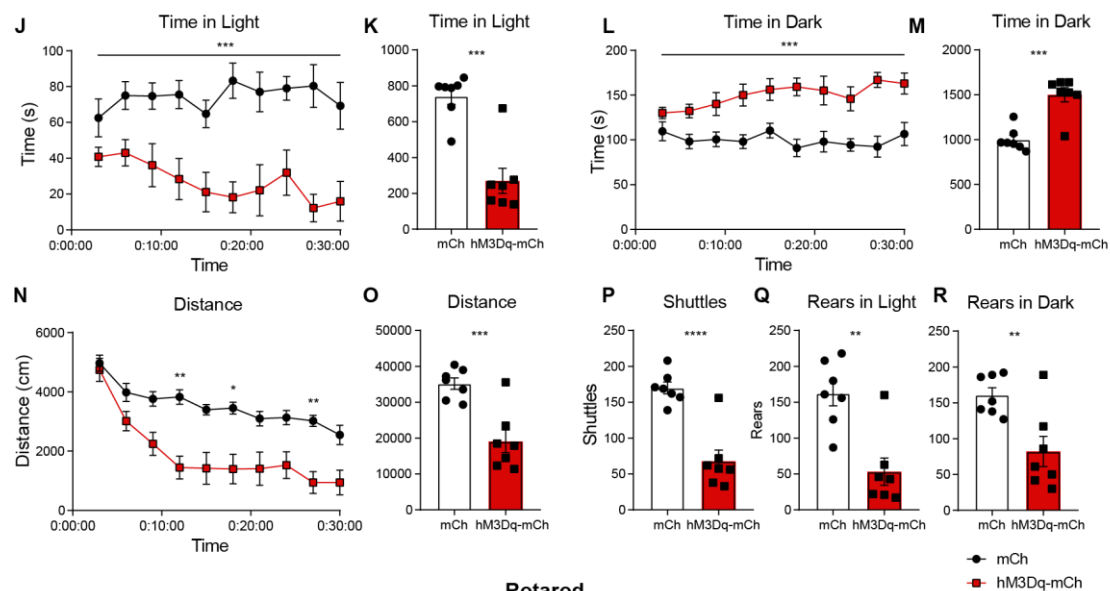 J Time in Light
***
Time (s)
100
80
60
40
20
0
0:00:00 0:10:00 0:20:00 0:30:00
Time
K Time in Light
***
1000
800
600
400
200
0
mCh hM3Dq-mCh
L Time in Dark
***
Time (s)
200
150
100
50
0
0:00:00 0:10:00 0:20:00 0:30:00
Time
M Time in Dark
***
2000
1500
1000
500
0
mCh hM3Dq-mCh
N Distance
** * **
Distance (cm)
6000
4000
2000
0
0:00:00 0:10:00 0:20:00 0:30:00
Time
O Distance
***
50000
40000
30000
20000
10000
0
mCh hM3Dq-mCh
P Shuttles
****
Shuttles
250
200
150
100
50
0
mCh hM3Dq-mCh
Q Rears in Light
**
Rears
250
200
150
100
50
0
mCh hM3Dq-mCh
R Rears in Dark
**
250
200
150
100
50
0
mCh hM3Dq-mCh
mCh
hM3Dq-mCh